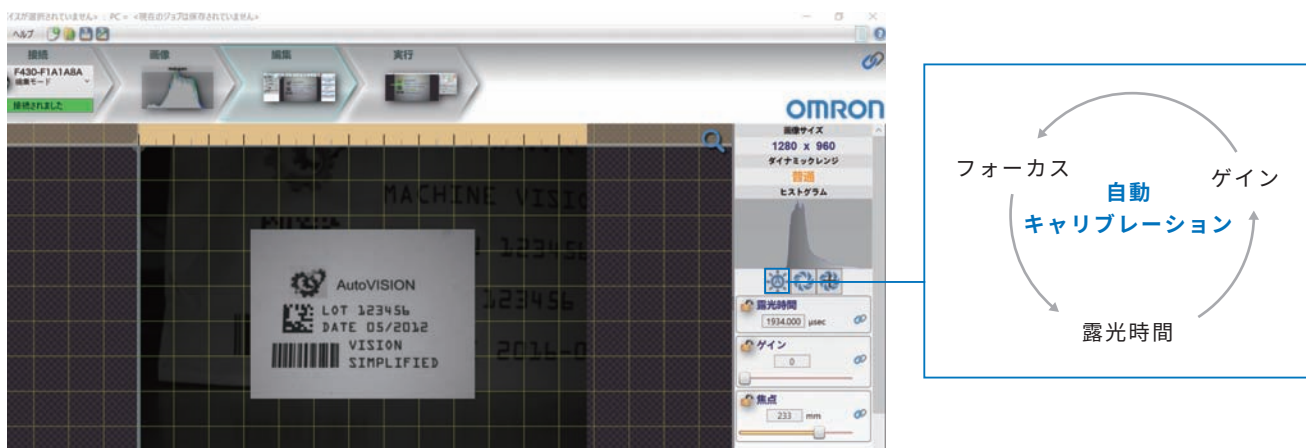 イスが選択されていません> : PC = <現在のジョブは保存されていません>
ヘルプ
接続
画像
編集
実行
F430-F1A1A8A
編集モード
接続されました
OMRON
画像サイズ
1280 x 960
ダイナミックレンジ
普通
ヒストグラム
MACHINE VISIO
123456
123456
2016-0
AutoVISION
LOT 123456
DATE 05/2012
VISION
SIMPLIFIED
露光時間
1934.000 μsec
ゲイン
0
焦点
233 mm
フォーカス
ゲイン
自動
キャリブレーション
露光時間